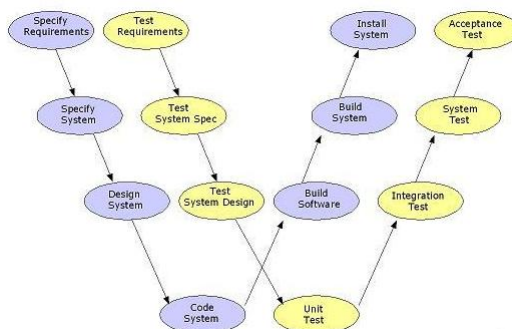 Specify
Requirements
Test
Requirements
Install
System
Acceptance
Test
Specify
System
Test
System Spec
Build
System
System
Test
Design
System
Test
System Design
Build
Software
Integration
Test
Code
System
Unit
Test